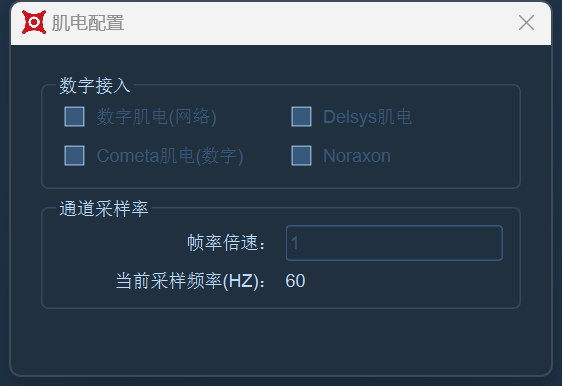 肌电配置
数字接入
数字肌电(网络) Delsys肌电
Cometa肌电(数字) Noraxon
通道采样率
帧率倍速： 1
当前采样频率(HZ)： 60